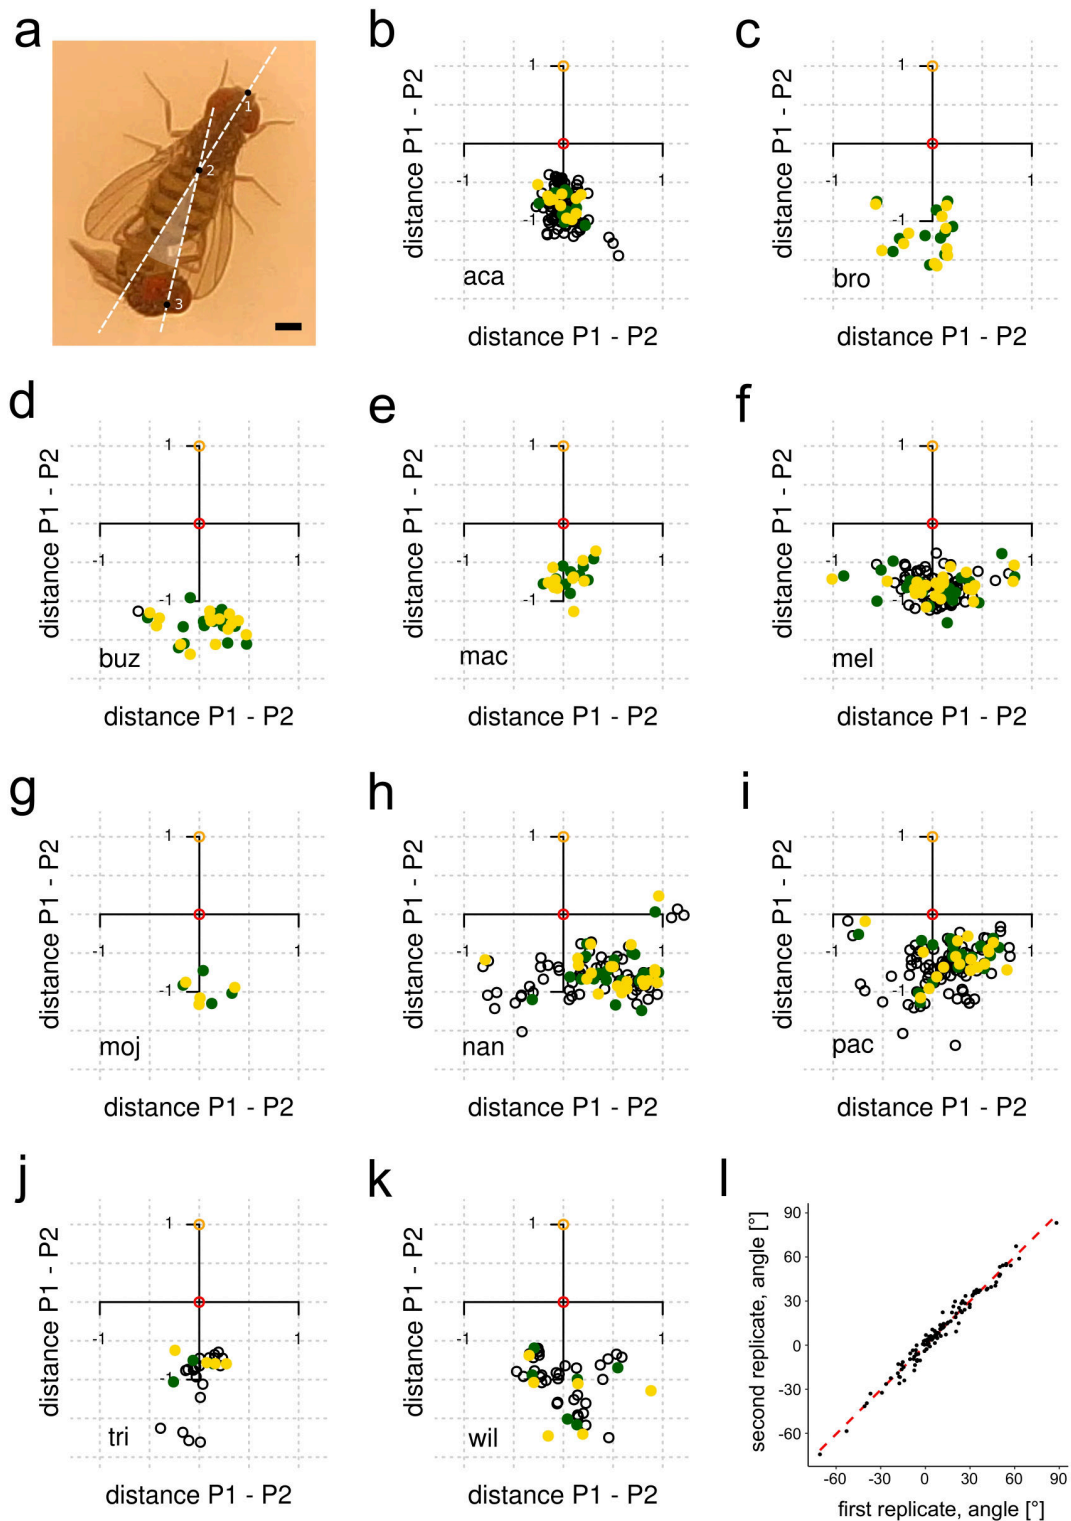 a
1
2
3
b
distance P1 - P2
1
-1
1
-1
aca
distance P1 - P2
c
distance P1 - P2
1
-1
1
-1
bro
distance P1 - P2
d
distance P1 - P2
1
-1
1
-1
buz
distance P1 - P2
e
distance P1 - P2
1
-1
1
-1
mac
distance P1 - P2
f
distance P1 - P2
1
-1
1
-1
mel
distance P1 - P2
g
distance P1 - P2
1
-1
1
-1
moj
distance P1 - P2
h
distance P1 - P2
1
-1
1
-1
nan
distance P1 - P2
i
distance P1 - P2
1
-1
1
-1
pac
distance P1 - P2
j
distance P1 - P2
1
-1
1
-1
tri
distance P1 - P2
k
distance P1 - P2
1
-1
1
wil
distance P1 - P2
l
second replicate, angle [°]
90
60
30
0
-30
-60
-60
-30
0
30
60
90
first replicate, angle [°]